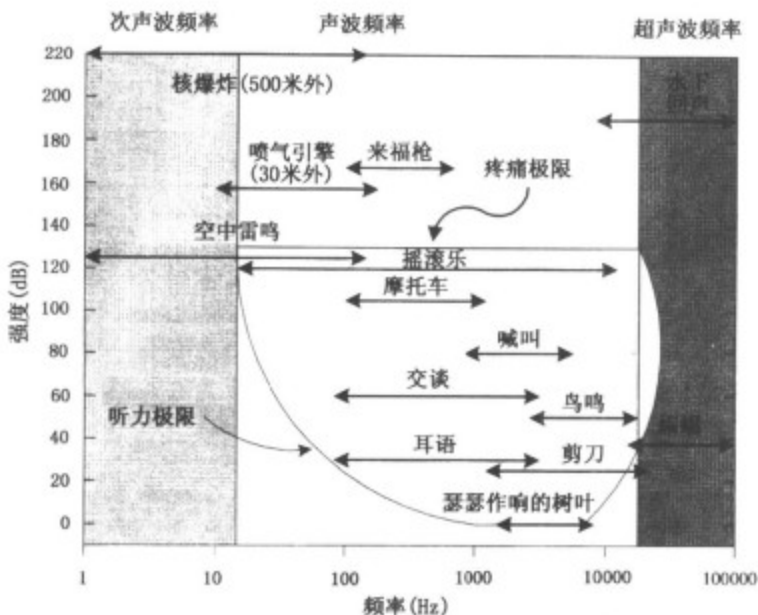 次声波频率 声波频率 超声波频率
220
核爆炸(500米外)
水下
回声
200
180
喷气引擎
(30米外)
来福枪
疼痛极限
160
140
空中雷鸣
摇滚乐
120
摩托车
100
喊叫
80
交谈
60
鸟鸣
听力极限
40
耳语
剪刀
20
瑟瑟作响的树叶
0
强度(dB)
1 10 100 1000 10000 100000
频率(Hz)